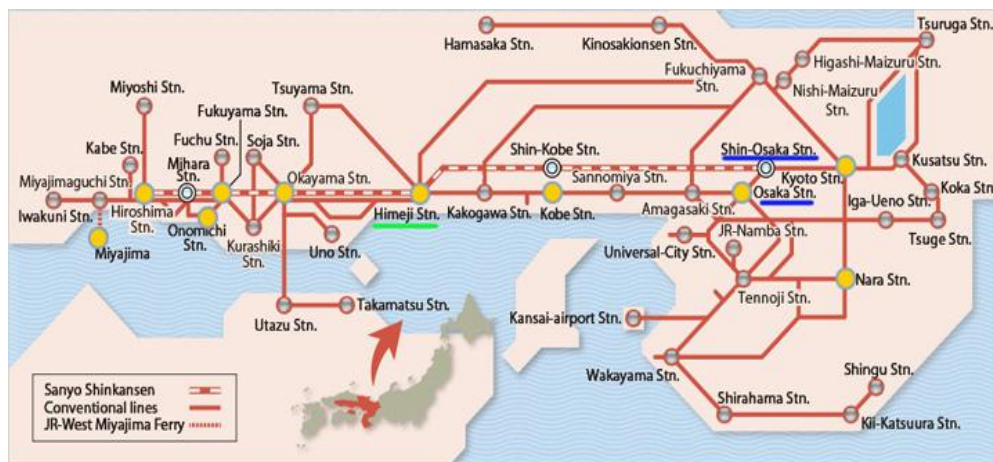 Tsuruga Stn.
Hamasaka Stn.
Kinosakionsen Stn.
Higashi-Maizuru Stn.
Fukuchiyama
Stn.
Nishi-Maizuru
Stn.
Miyoshi Stn.
Fukuyama Stn.
Tsuyama Stn.
Kabe Stn.
Fuchu Stn.
Soja Stn.
Mihara
Stn.
Shin-Kobe Stn.
Shin-Osaka Stn.
Kyoto Stn.
Kusatsu Stn.
Miyajimaguchi Stn.
Okayama Stn.
Sannomiya Stn.
Koka Stn.
Iwakuni Stn.
Hiroshima
Stn.
Onomichi
Stn.
Kurashiki
Stn.
Uno Stn.
Himeji Stn.
Kakogawa Stn.
Kobe Stn.
Amagasaki Stn.
Osaka Stn.
Iga-Ueno Stn.
Tsuge Stn.
Miyajima
Universal-City Stn.
JR-Namba Stn.
Tennoji Stn.
Nara Stn.
Utazu Stn.
Takamatsu Stn.
Kansai-airport Stn.
Wakayama Stn.
Shirahama Stn.
Shingu Stn.
Kii-Katsuura Stn.
Sanyo Shinkansen
Conventional lines
JR-West Miyajima Ferry